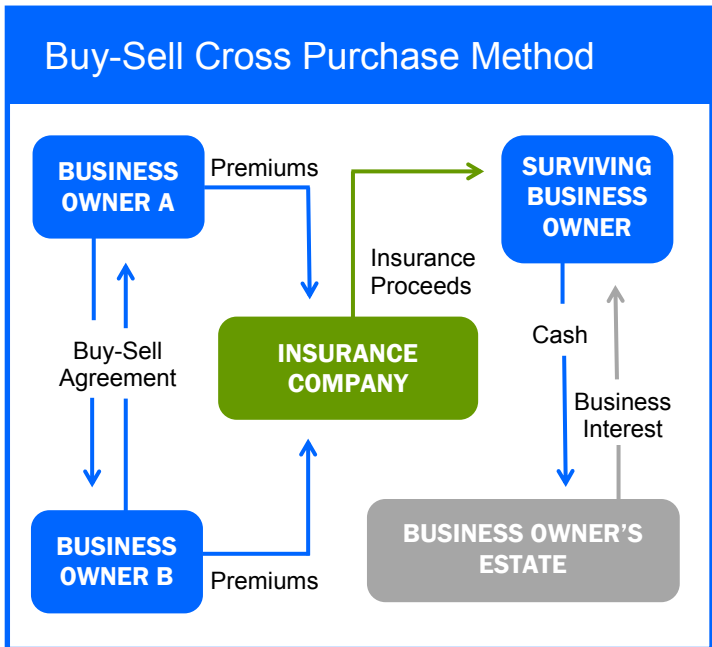 Buy-Sell Cross Purchase Method
BUSINESS
OWNER A
Premiums
SURVIVING
BUSINESS
OWNER
Insurance
Proceeds
Buy-Sell
Agreement
INSURANCE
COMPANY
Cash
Business
Interest
BUSINESS
OWNER B
Premiums
BUSINESS OWNER'S
ESTATE